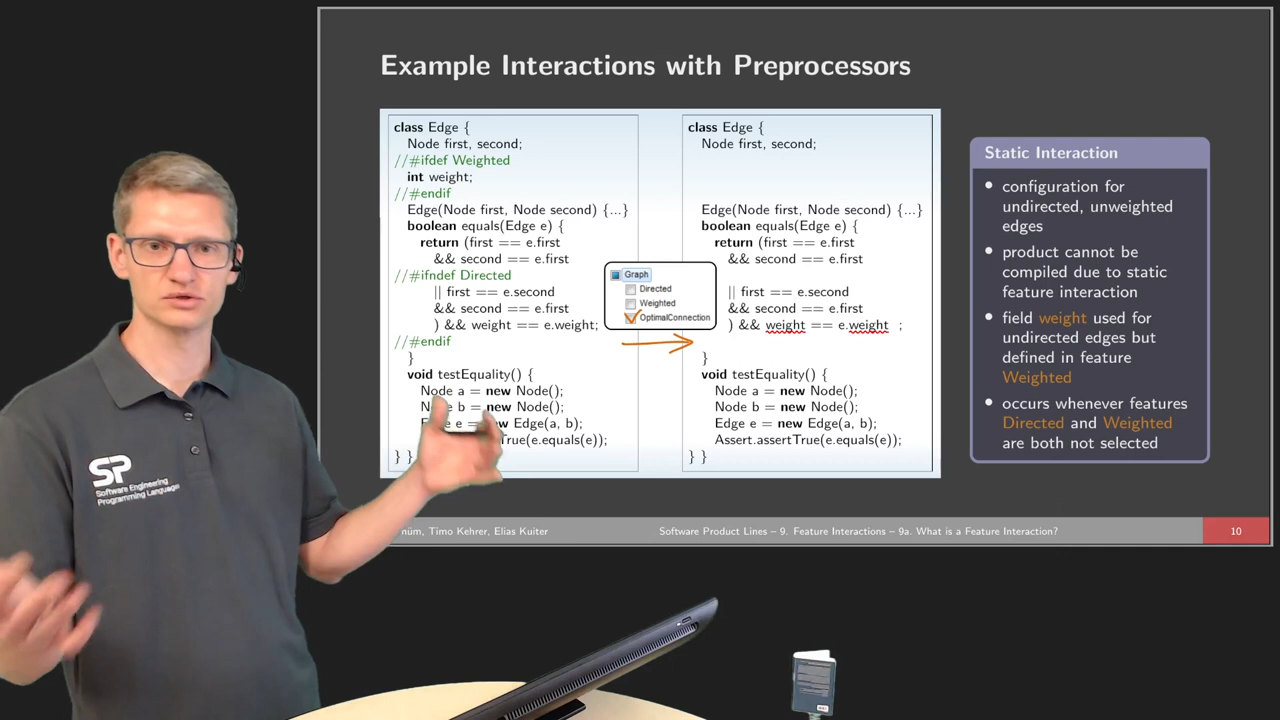 Example Interactions with Preprocessors
class Edge {
Node first, second;
//#ifdef Weighted
int weight;
//#endif
Edge(Node first, Node second) {...}
boolean equals(Edge e) {
return (first == e.first
&& second == e.first
//#ifndef Directed
|| first == e.second
&& second == e.first
) && weight == e.weight;
//#endif
}
void testEquality() {
Node a = new Node();
Node b = new Node();
Edge e = new Edge(a, b);
True(e.equals(e));
} }
Graph
Directed
Weighted
OptimalConnection
class Edge {
Node first, second;
Edge(Node first, Node second) {...}
boolean equals(Edge e) {
return (first == e.first
&& second == e.first
|| first == e.second
&& second == e.first
) && weight == e.weight ;
}
void testEquality() {
Node a = new Node();
Node b = new Node();
Edge e = new Edge(a, b);
Assert.assertTrue(e.equals(e));
} }
Static Interaction
• configuration for
undirected, unweighted
edges
• product cannot be
compiled due to static
feature interaction
• field weight used for
undirected edges but
defined in feature
Weighted
• occurs whenever features
Directed and Weighted
are both not selected
Timo Kehrer, Elias Kuiter
Software Product Lines – 9. Feature Interactions – 9a. What is a Feature Interaction?
10
SP
Software Engineering
Programming Languages